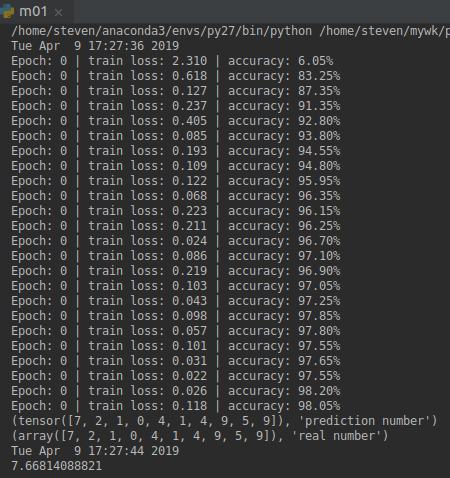 m01 ×
/home/steven/anaconda3/envs/py27/bin/python /home/steven/mywk/p
Tue Apr  9 17:27:36 2019
Epoch: 0 | train loss: 2.310 | accuracy: 6.05%
Epoch: 0 | train loss: 0.618 | accuracy: 83.25%
Epoch: 0 | train loss: 0.127 | accuracy: 87.35%
Epoch: 0 | train loss: 0.237 | accuracy: 91.35%
Epoch: 0 | train loss: 0.405 | accuracy: 92.80%
Epoch: 0 | train loss: 0.085 | accuracy: 93.80%
Epoch: 0 | train loss: 0.193 | accuracy: 94.55%
Epoch: 0 | train loss: 0.109 | accuracy: 94.80%
Epoch: 0 | train loss: 0.122 | accuracy: 95.95%
Epoch: 0 | train loss: 0.068 | accuracy: 96.35%
Epoch: 0 | train loss: 0.223 | accuracy: 96.15%
Epoch: 0 | train loss: 0.211 | accuracy: 96.25%
Epoch: 0 | train loss: 0.024 | accuracy: 96.70%
Epoch: 0 | train loss: 0.086 | accuracy: 97.10%
Epoch: 0 | train loss: 0.219 | accuracy: 96.90%
Epoch: 0 | train loss: 0.103 | accuracy: 97.05%
Epoch: 0 | train loss: 0.043 | accuracy: 97.25%
Epoch: 0 | train loss: 0.098 | accuracy: 97.85%
Epoch: 0 | train loss: 0.057 | accuracy: 97.80%
Epoch: 0 | train loss: 0.101 | accuracy: 97.55%
Epoch: 0 | train loss: 0.031 | accuracy: 97.65%
Epoch: 0 | train loss: 0.022 | accuracy: 97.55%
Epoch: 0 | train loss: 0.026 | accuracy: 98.20%
Epoch: 0 | train loss: 0.118 | accuracy: 98.05%
(tensor([7, 2, 1, 0, 4, 1, 4, 9, 5, 9]), 'prediction number')
(array([7, 2, 1, 0, 4, 1, 4, 9, 5, 9]), 'real number')
Tue Apr  9 17:27:44 2019
7.66814088821